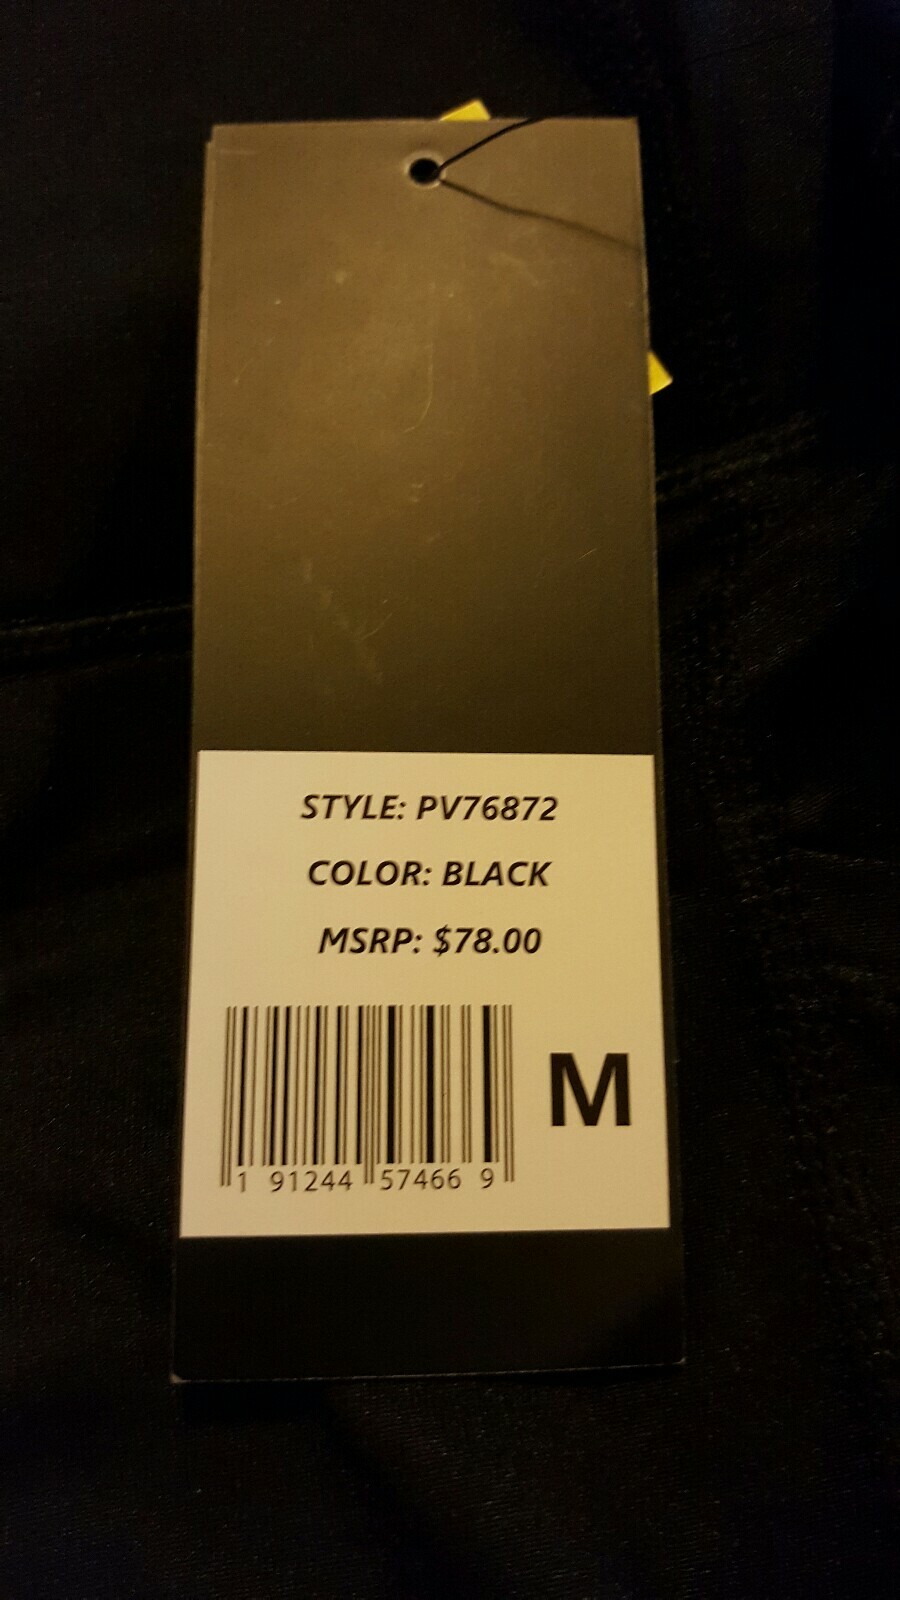 STYLE: PV76872
COLOR: BLACK
MSRP: $78.00
M
1 91244 57466 9